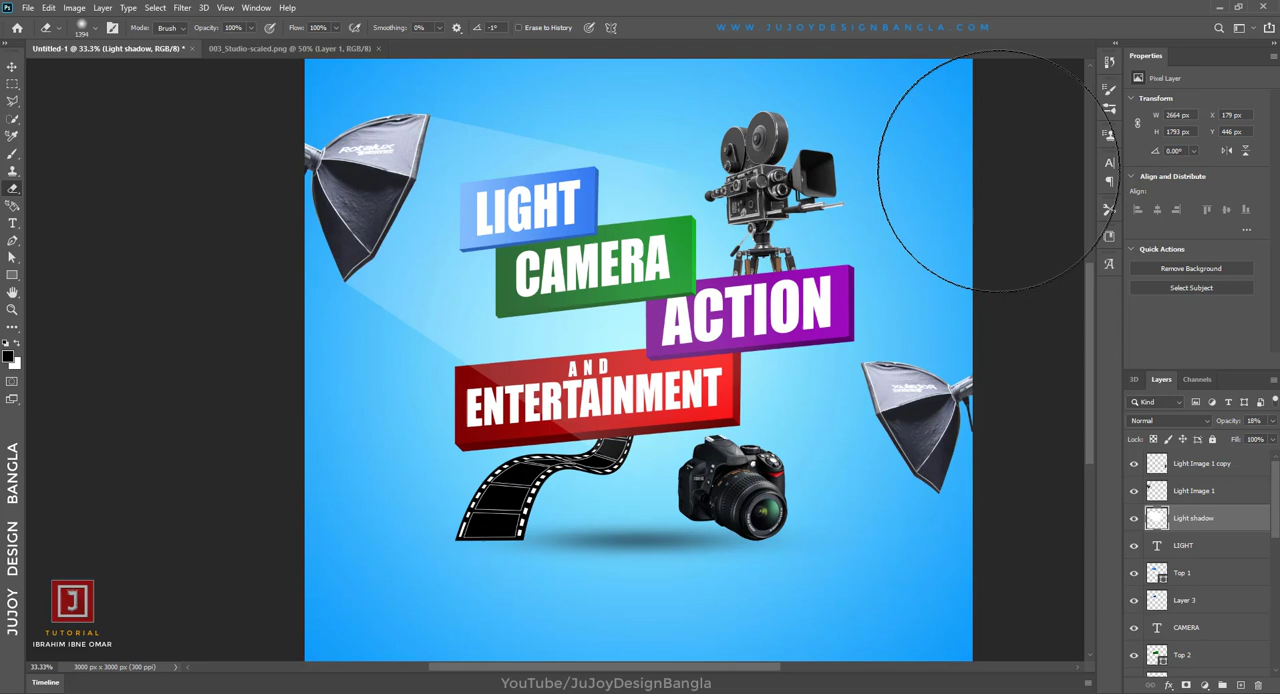 File Edit Image Layer Type Select Filter 3D View Window Help
1394 Mode: Brush Opacity: 100% Flow: 100% Smoothing: 0% -1° Erase to History
WWW.JUJOYDESIGNBANGLA.COM
Untitled-1 @ 33.3% (Light shadow, RGB/8) * × 003_Studio-scaled.png @ 50% (Layer 1, RGB/8) ×
LIGHT
CAMERA
ACTION
AND
ENTERTAINMENT
JUJOY DESIGN BANGLA
J
TUTORIAL
IBRAHIM IBNE OMAR
33.33% 3000 px x 3000 px (300 ppi)
Timeline
YouTube/JuJoyDesignBangla
Properties
Pixel Layer
Transform
W 2664 px X 179 px
H 1793 px Y 446 px
0.00°
Align and Distribute
Align:
Quick Actions
Remove Background
Select Subject
3D Layers Channels
Kind
Normal Opacity: 18%
Lock: Fill: 100%
Light Image 1 copy
Light Image 1
Light shadow
LIGHT
Top 1
Layer 3
CAMERA
Top 2